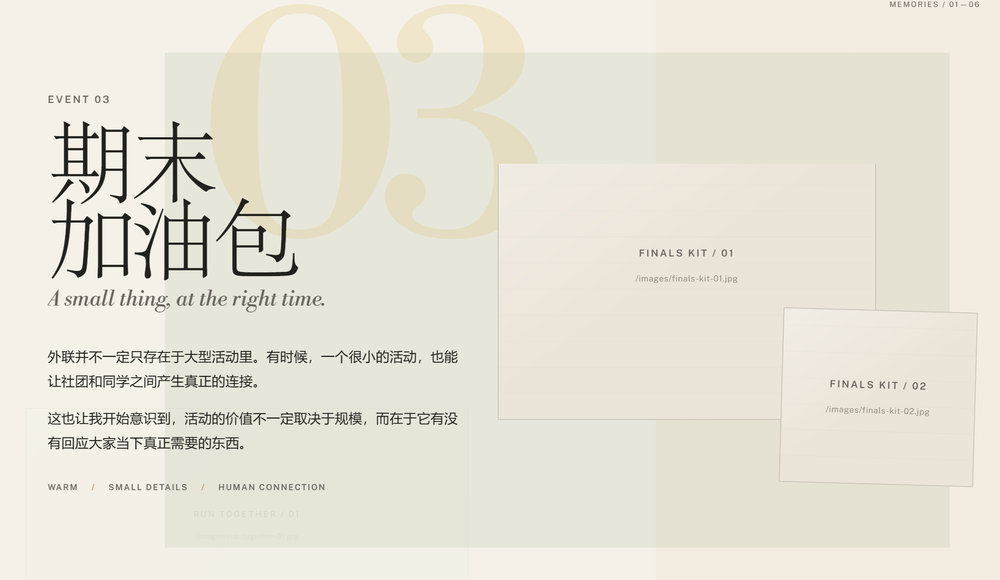 MEMORIES / 01—06
03
EVENT 03
期末
加油包
A small thing, at the right time.
外联并不一定只存在于大型活动里。有时候，一个很小的活动，也能
让社团和同学之间产生真正的连接。
这也让我开始意识到，活动的价值不一定取决于规模，而在于它有没
有回应大家当下真正需要的东西。
WARM / SMALL DETAILS / HUMAN CONNECTION
FINALS KIT / 01
/images/finals-kit-01.jpg
FINALS KIT / 02
/images/finals-kit-02.jpg
RUN TOGETHER / 01
/images/run-together-01.jpg